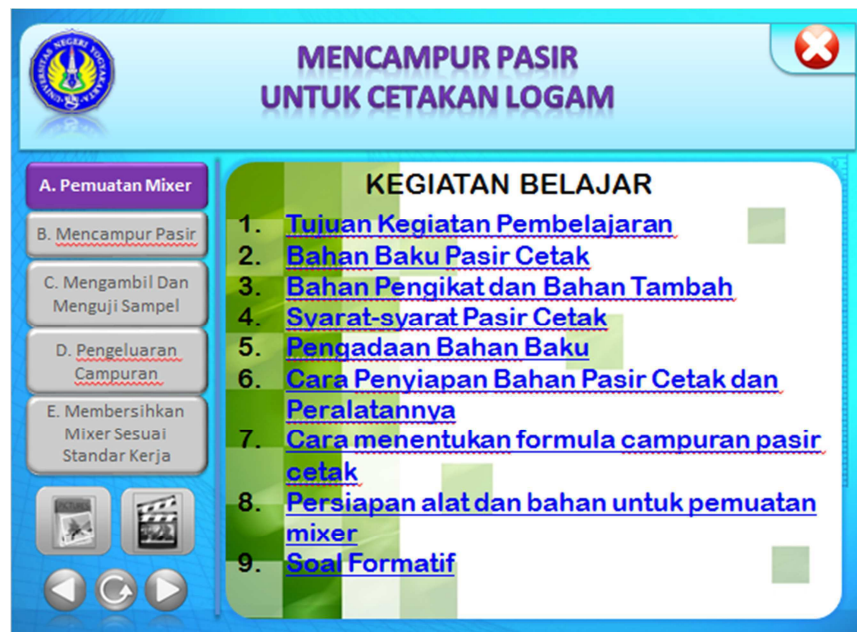 UNIVERSITAS NEGERI YOGYAKARTA
MENCAMPUR PASIR
UNTUK CETAKAN LOGAM
A. Pemuatan Mixer
B. Mencampur Pasir
C. Mengambil Dan
Menguji Sampel
D. Pengeluaran
Campuran
E. Membersihkan
Mixer Sesuai
Standar Kerja
KEGIATAN BELAJAR
1. Tujuan Kegiatan Pembelajaran
2. Bahan Baku Pasir Cetak
3. Bahan Pengikat dan Bahan Tambah
4. Syarat-syarat Pasir Cetak
5. Pengadaan Bahan Baku
6. Cara Penyiapan Bahan Pasir Cetak dan
Peralatannya
7. Cara menentukan formula campuran pasir
cetak
8. Persiapan alat dan bahan untuk pemuatan
mixer
9. Soal Formatif